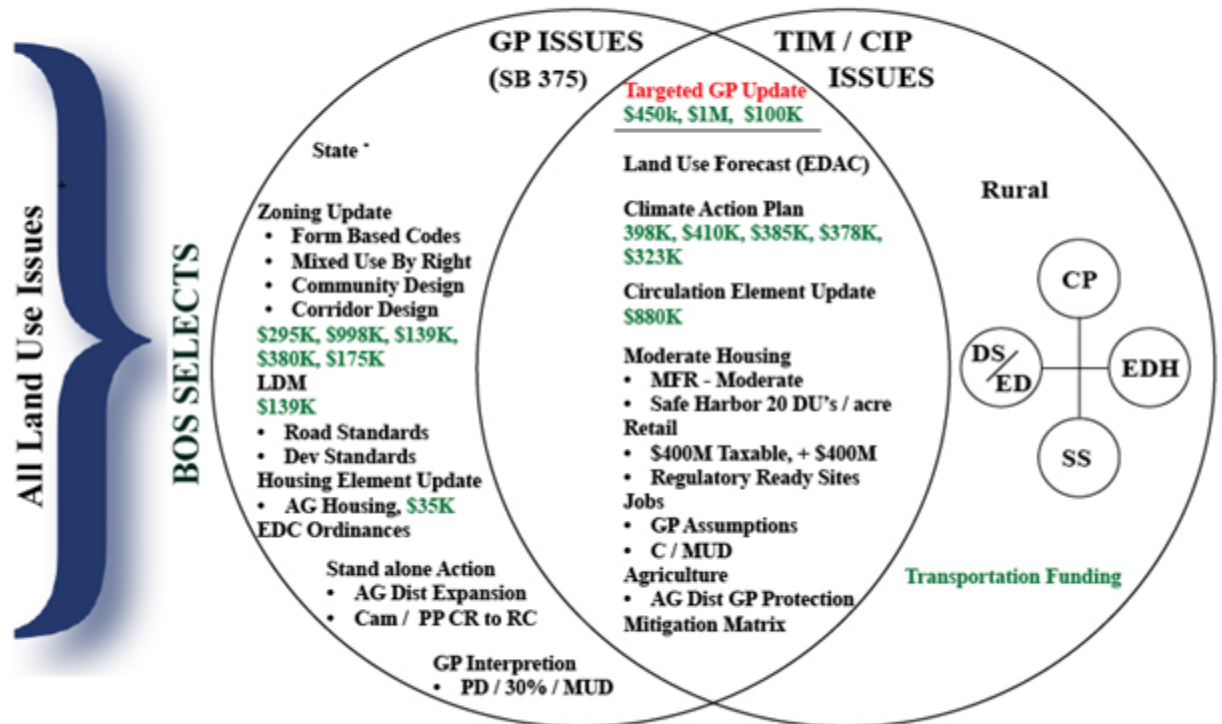 All Land Use Issues
BOS SELECTS
GP ISSUES
(SB 375)
State
Zoning Update
• Form Based Codes
• Mixed Use By Right
• Community Design
• Corridor Design
$295K, $998K, $139K,
$380K, $175K
LDM
$139K
• Road Standards
• Dev Standards
Housing Element Update
• AG Housing, $35K
EDC Ordinances
Stand alone Action
• AG Dist Expansion
• Cam / PP CR to RC
GP Interpretion
• PD / 30% / MUD
TIM / CIP
ISSUES
Targeted GP Update
$450k, $1M, $100K
Land Use Forecast (EDAC)
Climate Action Plan
398K, $410K, $385K, $378K,
$323K
Circulation Element Update
$880K
Moderate Housing
• MFR - Moderate
• Safe Harbor 20 DU's / acre
Retail
• $400M Taxable, + $400M
• Regulatory Ready Sites
Jobs
• GP Assumptions
• C / MUD
Agriculture
• AG Dist GP Protection
Mitigation Matrix
Rural
CP
DS/
ED
EDH
SS
Transportation Funding